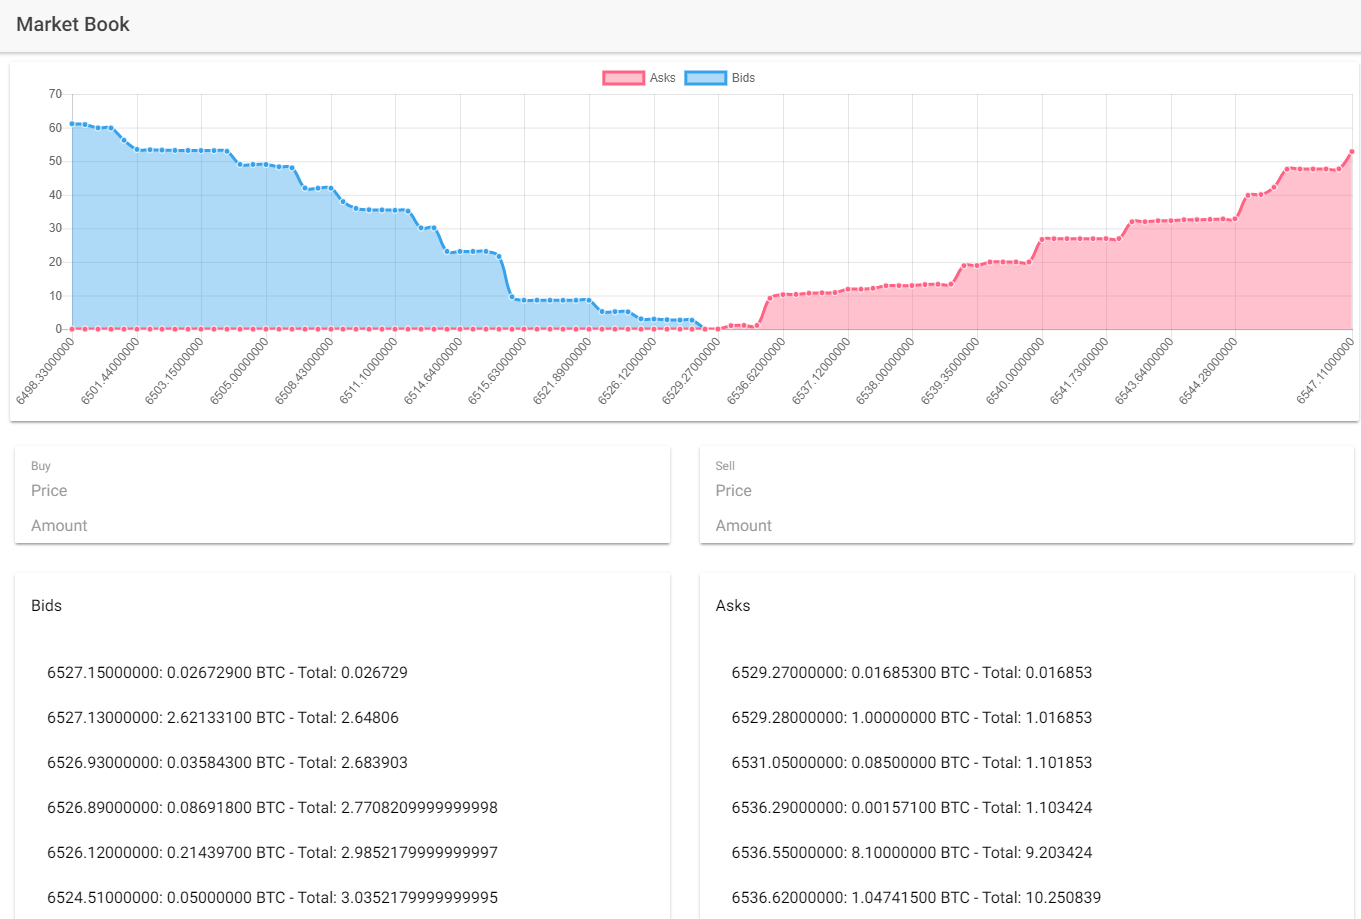 Market Book
Asks Bids
70
60
50
40
30
20
10
0
6498.33000000 6501.44000000 6503.15000000 6505.00000000 6508.43000000 6511.10000000 6514.64000000 6515.63000000 6521.89000000 6526.12000000 6529.27000000 6536.62000000 6537.12000000 6538.00000000 6539.35000000 6540.00000000 6541.73000000 6543.64000000 6544.28000000 6547.11000000
Buy
Price
Amount
Sell
Price
Amount
Bids
6527.15000000: 0.02672900 BTC - Total: 0.026729
6527.13000000: 2.62133100 BTC - Total: 2.64806
6526.93000000: 0.03584300 BTC - Total: 2.683903
6526.89000000: 0.08691800 BTC - Total: 2.7708209999999998
6526.12000000: 0.21439700 BTC - Total: 2.9852179999999997
6524.51000000: 0.05000000 BTC - Total: 3.0352179999999995
Asks
6529.27000000: 0.01685300 BTC - Total: 0.016853
6529.28000000: 1.00000000 BTC - Total: 1.016853
6531.05000000: 0.08500000 BTC - Total: 1.101853
6536.29000000: 0.00157100 BTC - Total: 1.103424
6536.55000000: 8.10000000 BTC - Total: 9.203424
6536.62000000: 1.04741500 BTC - Total: 10.250839